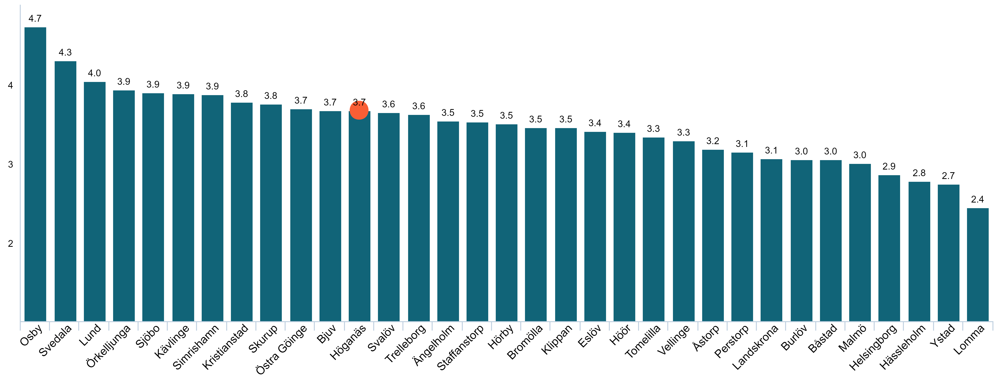 4.7
4.3
4.0
3.9
3.9
3.9
3.9
3.8
3.8
3.7
3.7
3.7
3.6
3.6
3.5
3.5
3.5
3.5
3.5
3.4
3.4
3.3
3.3
3.2
3.1
3.1
3.0
3.0
3.0
2.9
2.8
2.7
2.4
4
3
2
Osby
Svedala
Lund
Örkelljunga
Sjöbo
Kävlinge
Simrishamn
Kristianstad
Skurup
Östra Göinge
Bjuv
Höganäs
Svalöv
Trelleborg
Ängelholm
Staffanstorp
Hörby
Bromölla
Klippan
Eslöv
Höör
Tomelilla
Vellinge
Åstorp
Perstorp
Landskrona
Burlöv
Båstad
Malmö
Helsingborg
Hässleholm
Ystad
Lomma